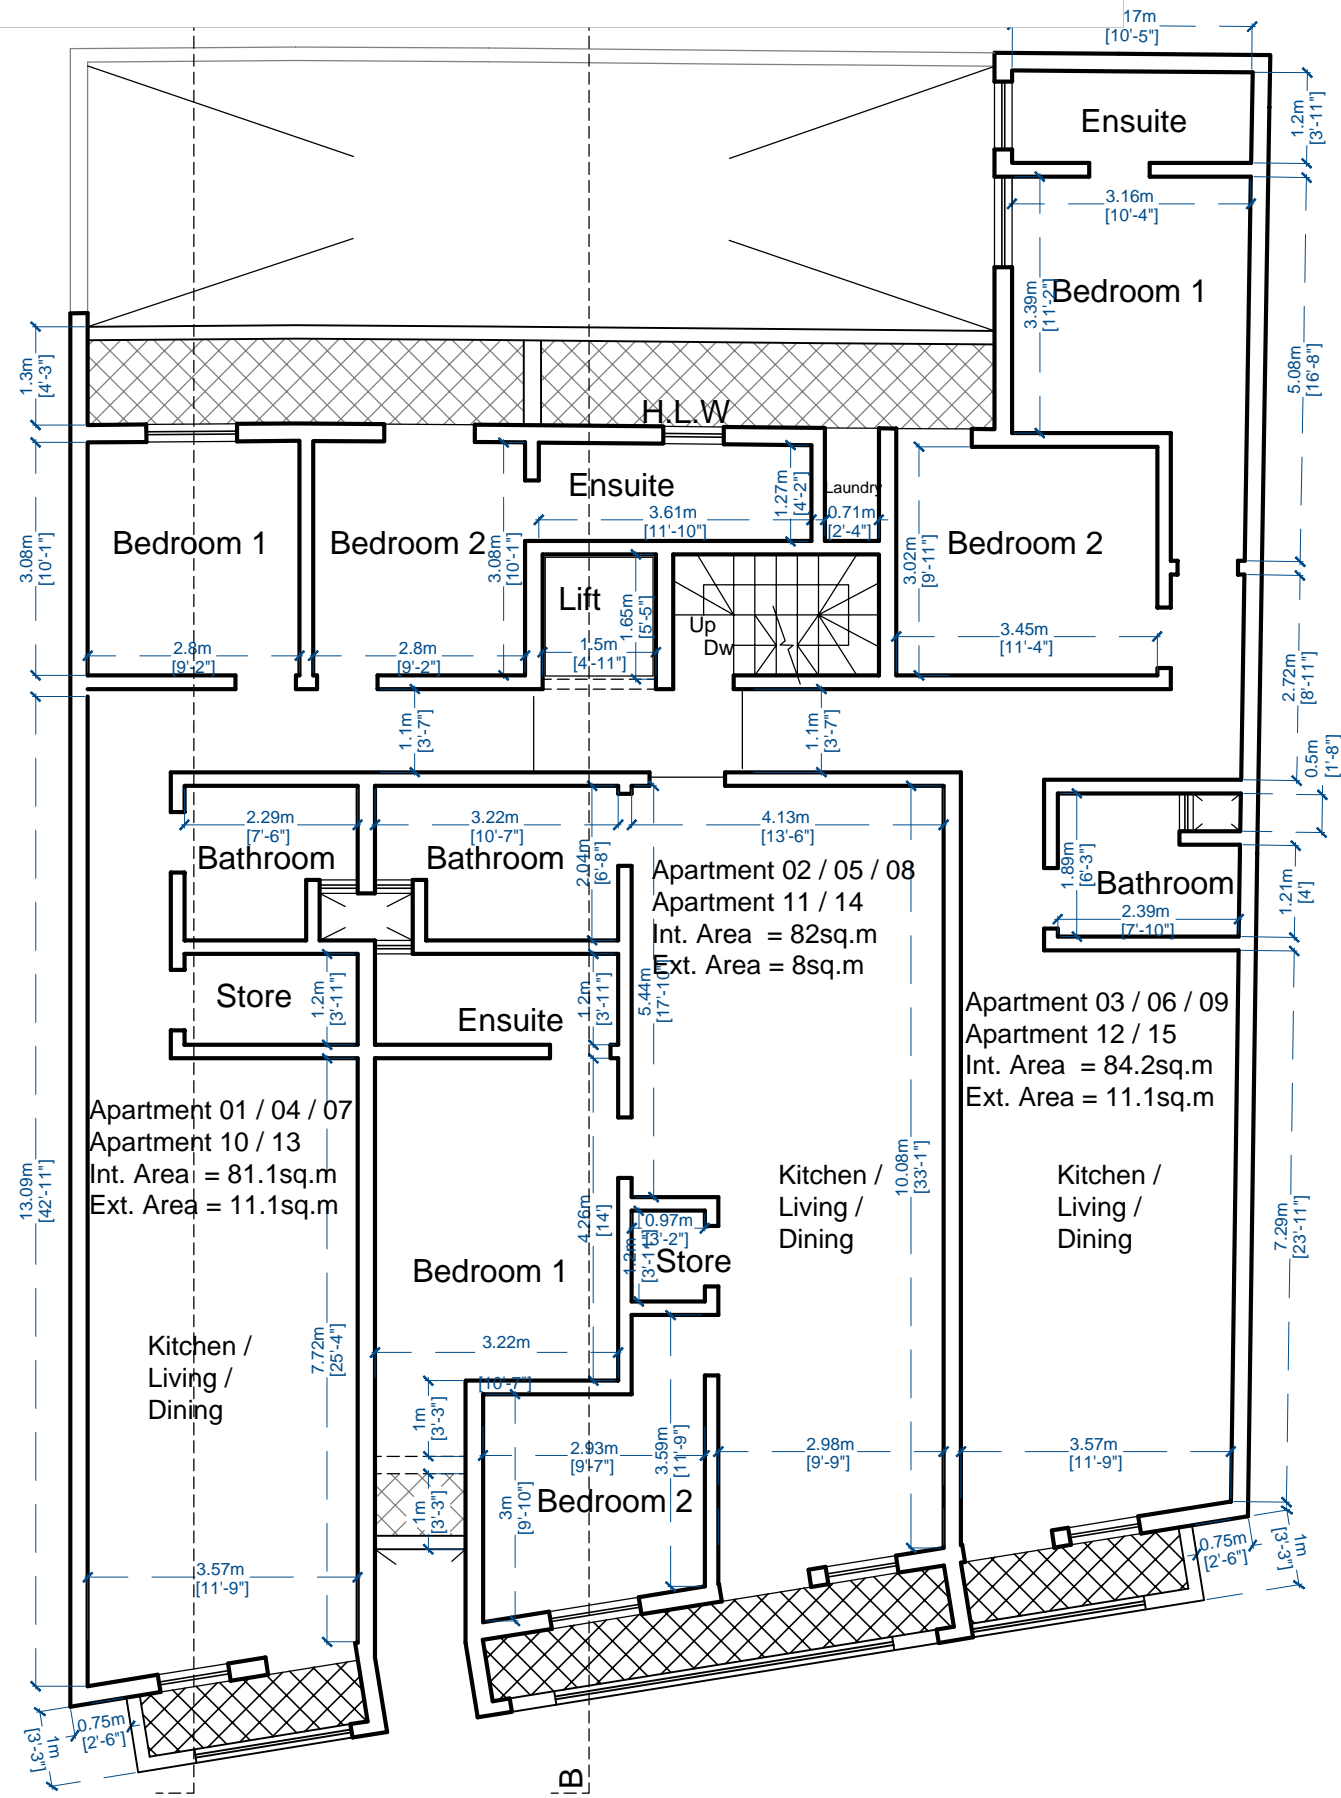 17m
[10'-5"]
Ensuite
1.2m
[3'-11"]
3.16m
[10'-4"]
3.39m
[11'-2"]
Bedroom 1
5.08m
[16'-8"]
1.3m
[4'-3"]
H.L.W
Ensuite
3.61m
[11'-10"]
1.27m
[4'-2"]
Laundry
0.71m
[2'-4"]
Bedroom 1
3.08m
[10'-1"]
2.8m
[9'-2"]
Bedroom 2
3.08m
[10'-1"]
2.8m
[9'-2"]
Lift
1.65m
[5'-5"]
1.5m
[4'-11"]
Up
Dw
Bedroom 2
3.02m
[9'-11"]
3.45m
[11'-4"]
2.72m
[8'-11"]
1.1m
[3'-7"]
1.1m
[3'-7"]
0.5m
[1'-8"]
2.29m
[7'-6"]
Bathroom
3.22m
[10'-7"]
Bathroom
2.04m
[6'-8"]
4.13m
[13'-6"]
Apartment 02 / 05 / 08
Apartment 11 / 14
Int. Area = 82sq.m
Ext. Area = 8sq.m
5.44m
[17'-10"]
1.89m
[6'-3"]
Bathroom
2.39m
[7'-10"]
1.21m
[4']
Store
1.2m
[3'-11"]
Ensuite
1.2m
[3'-11"]
Apartment 03 / 06 / 09
Apartment 12 / 15
Int. Area = 84.2sq.m
Ext. Area = 11.1sq.m
Apartment 01 / 04 / 07
Apartment 10 / 13
Int. Area = 81.1sq.m
Ext. Area = 11.1sq.m
13.09m
[42'-11"]
4.26m
[14']
0.97m
[3'-2"]
1.2m
[3'-11"]
Store
Kitchen /
Living /
Dining
10.08m
[33'-1"]
Kitchen /
Living /
Dining
7.29m
[23'-11"]
Bedroom 1
3.22m
[10'-7"]
Kitchen /
Living /
Dining
7.72m
[25'-4"]
1m
[3'-3"]
1m
[3'-3"]
2.93m
[9'-7"]
3.59m
[11'-9"]
3m
[9'-10"]
Bedroom 2
2.98m
[9'-9"]
3.57m
[11'-9"]
3.57m
[11'-9"]
0.75m
[2'-6"]
1m
[3'-3"]
0.75m
[2'-6"]
1m
[3'-3"]
B